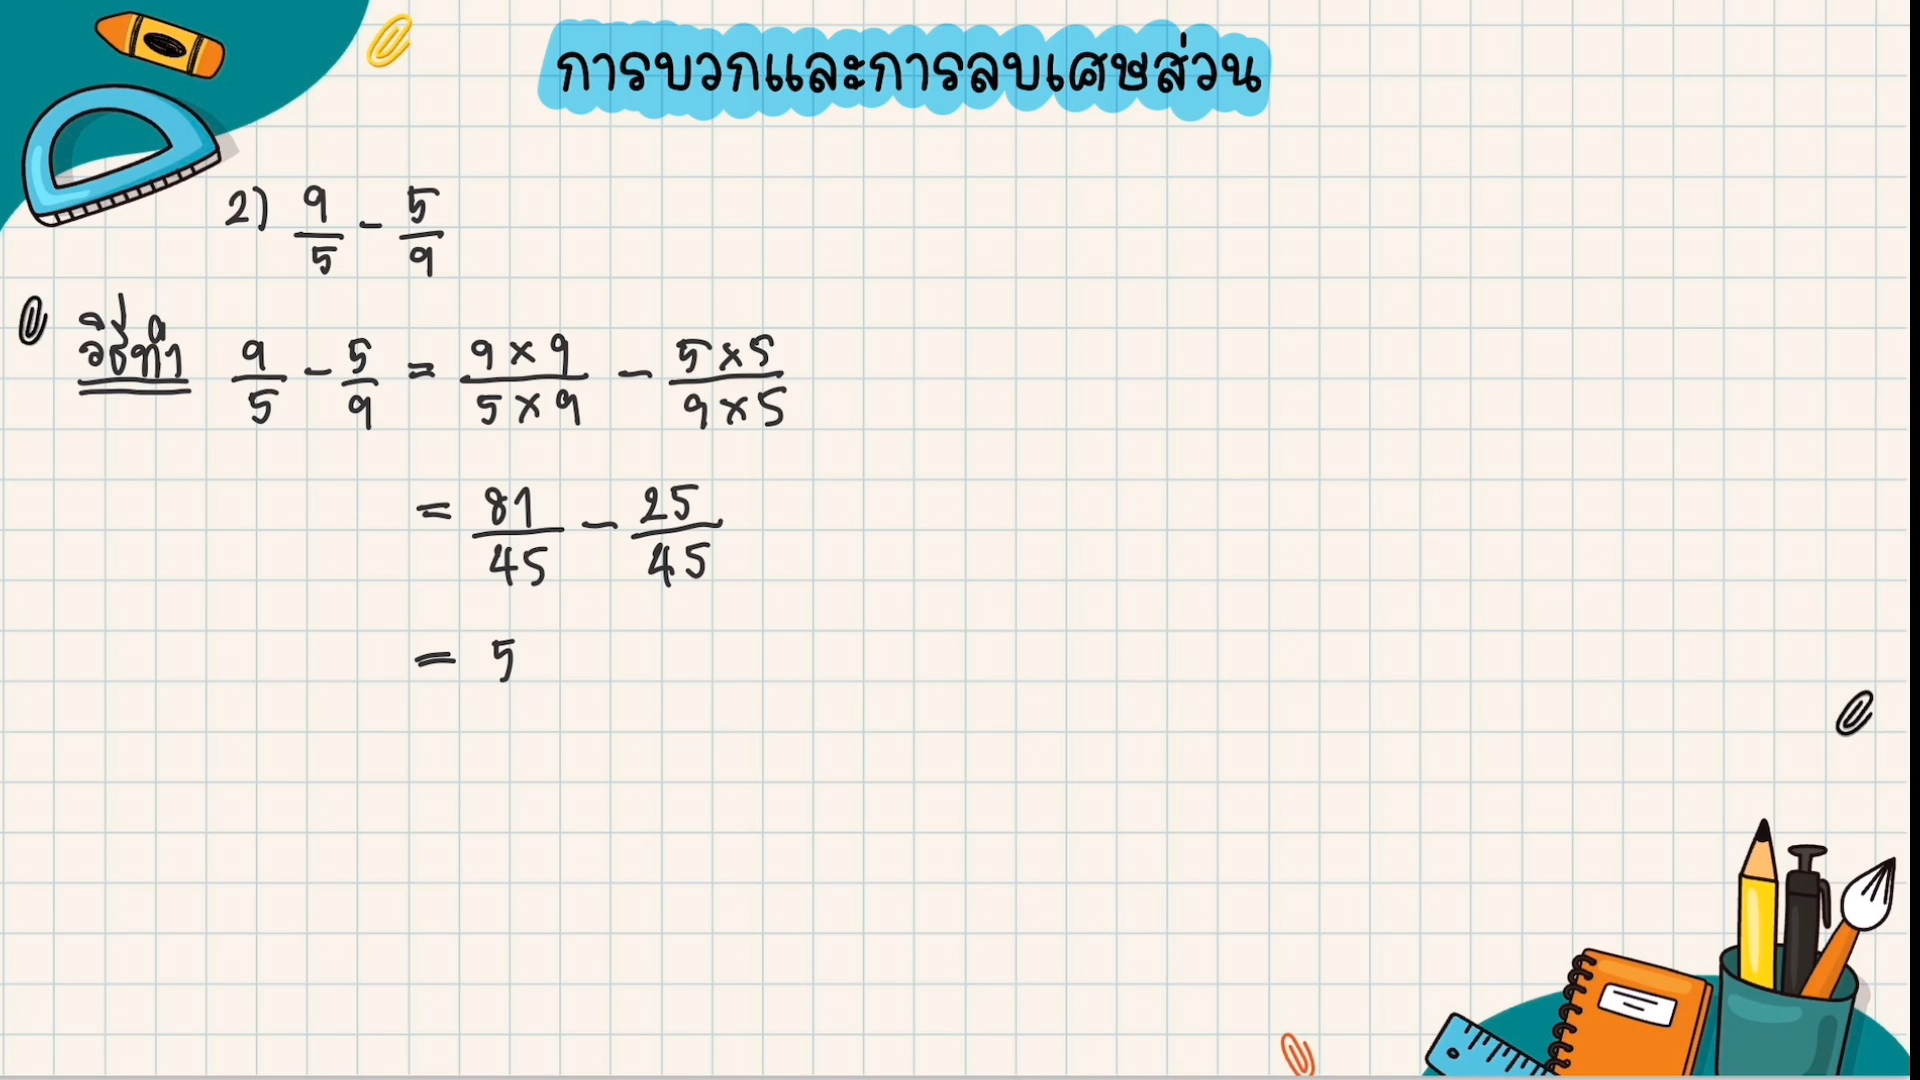 การบวกและการลบเศษส่วน
2) 9/5 - 5/9
วิธีทำ 9/5 - 5/9 = 9 × 9/5 × 9 - 5 × 5/9 × 5
= 81/45 - 25/45
= 5